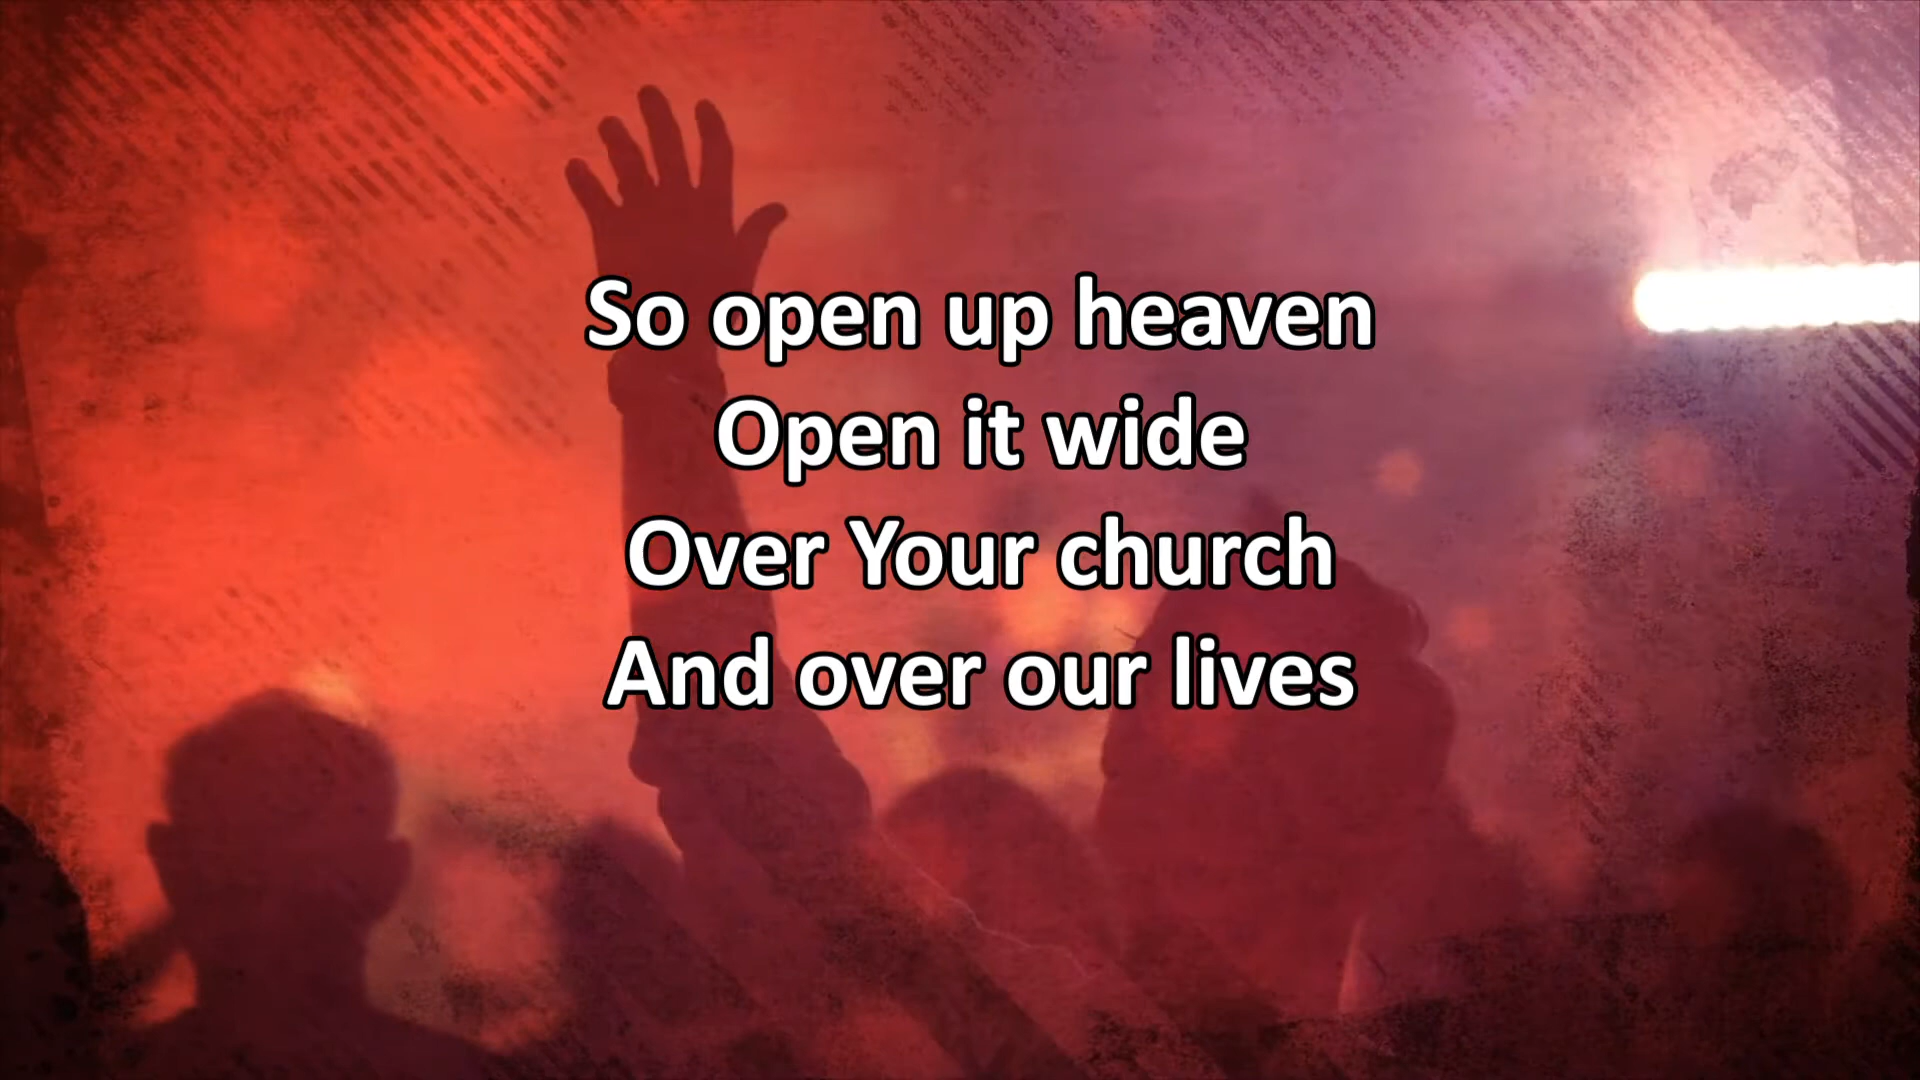 So open up heaven
Open it wide
Over Your church
And over our lives